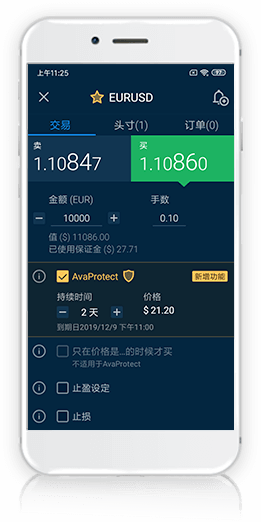 上午11:25
EURUSD
交易 头寸(1) 订单(0)
卖 买
1.10847 1.10860
金额 (EUR) 手数
10000 0.10
值 ($) 11086.00
已使用保证金 ($) 27.71
AvaProtect 新增功能
持续时间 价格
2 天 $ 21.20
到期日2019/12/9 下午11:00
只在价格是...的时候才买
不适用于AvaProtect
止盈设定
止损